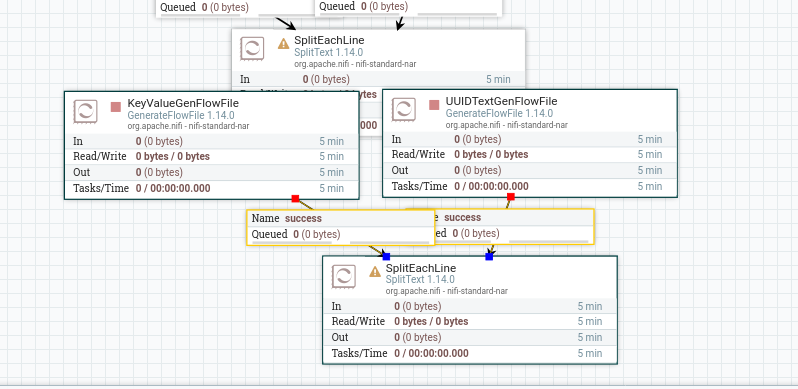 Queued 0 (0 bytes)
Queued 0 (0 bytes)
SplitEachLine
SplitText 1.14.0
org.apache.nifi - nifi-standard-nar
In 0 (0 bytes) 5 min
KeyValueGenFlowFile
GenerateFlowFile 1.14.0
org.apache.nifi - nifi-standard-nar
In 0 (0 bytes) 5 min
Read/Write 0 bytes / 0 bytes 5 min
Out 0 (0 bytes) 5 min
Tasks/Time 0 / 00:00:00.000 5 min
UUIDTextGenFlowFile
GenerateFlowFile 1.14.0
org.apache.nifi - nifi-standard-nar
In 0 (0 bytes) 5 min
Read/Write 0 bytes / 0 bytes 5 min
Out 0 (0 bytes) 5 min
Tasks/Time 0 / 00:00:00.000 5 min
Name success
Queued 0 (0 bytes)
e success
ed 0 (0 bytes)
SplitEachLine
SplitText 1.14.0
org.apache.nifi - nifi-standard-nar
In 0 (0 bytes) 5 min
Read/Write 0 bytes / 0 bytes 5 min
Out 0 (0 bytes) 5 min
Tasks/Time 0 / 00:00:00.000 5 min